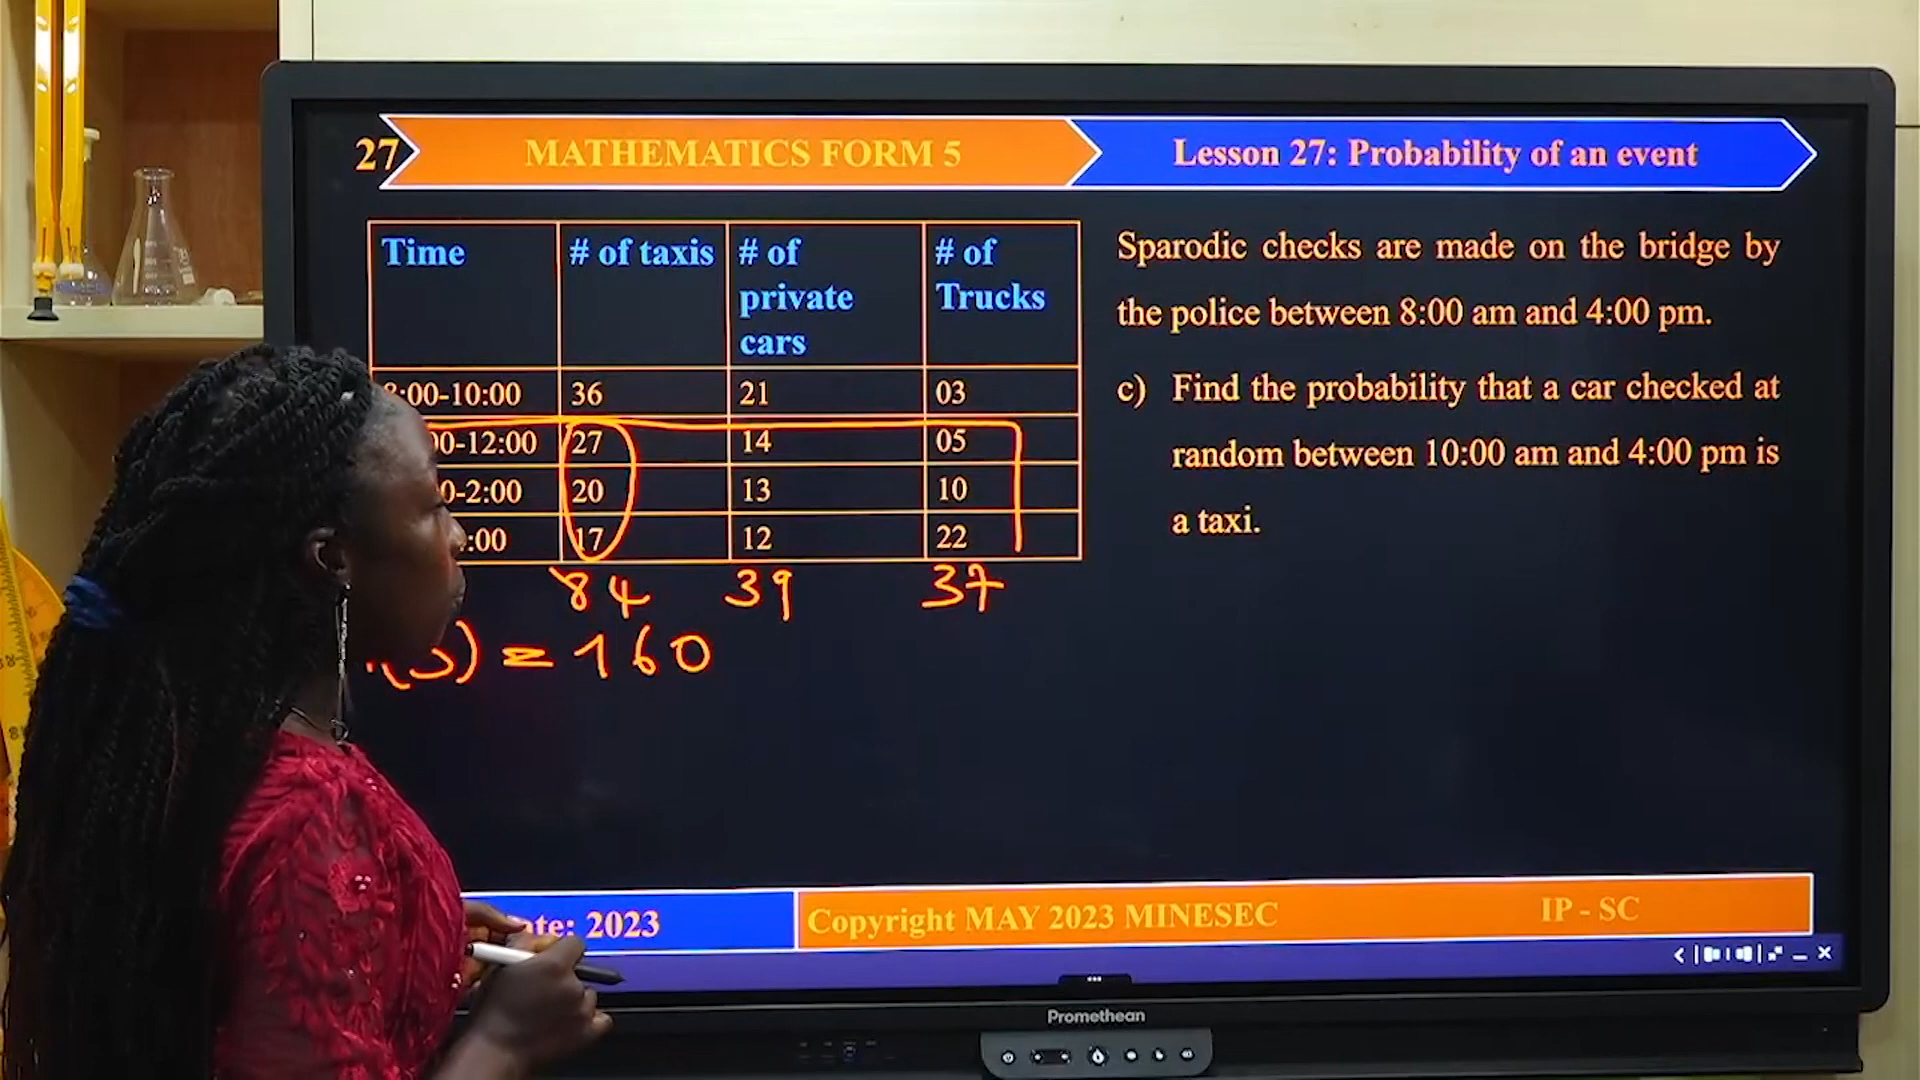 27 MATHEMATICS FORM 5 Lesson 27: Probability of an event
Time # of taxis # of private cars # of Trucks
8:00-10:00 36 21 03
00-12:00 27 14 05
0-2:00 20 13 10
:00 17 12 22
84 39 37
= 160
Sparodic checks are made on the bridge by
the police between 8:00 am and 4:00 pm.
c) Find the probability that a car checked at
random between 10:00 am and 4:00 pm is
a taxi.
ate: 2023 Copyright MAY 2023 MINESEC IP - SC
Promethean